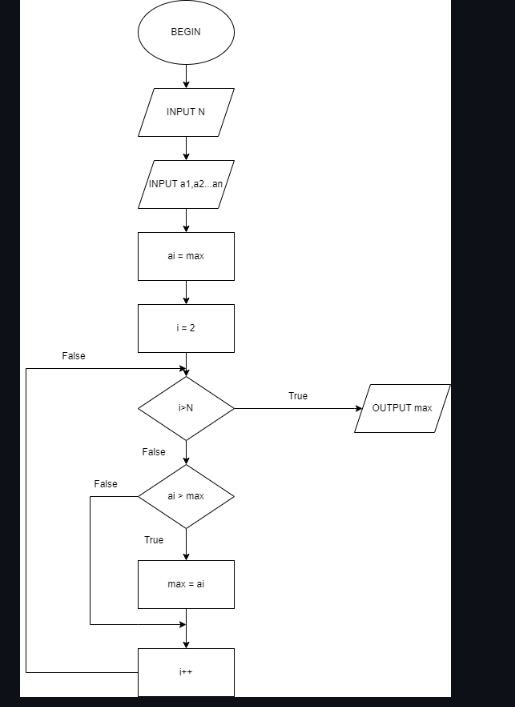 BEGIN
INPUT N
INPUT a1,a2...an
ai = max
i = 2
False
i>N
True
OUTPUT max
False
ai > max
False
True
max = ai
i++